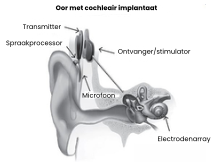 Oor met cochleair implantaat
Transmitter
Spraakprocessor
Ontvanger/stimulator
Microfoon
Electrodenarray